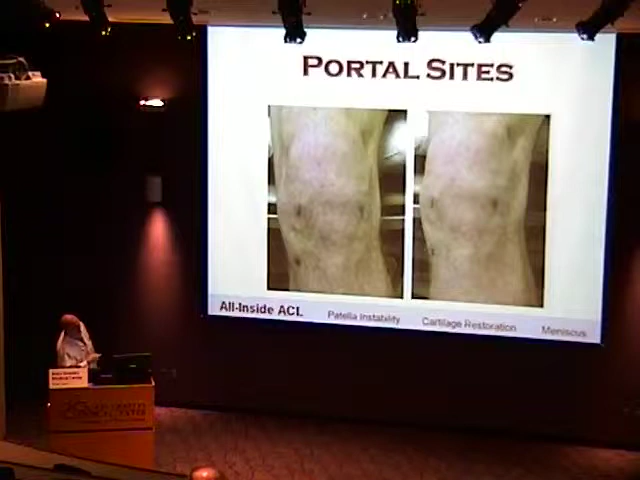 PORTAL SITES
All-Inside ACL
Patella Instability
Cartilage Restoration
Meniscus